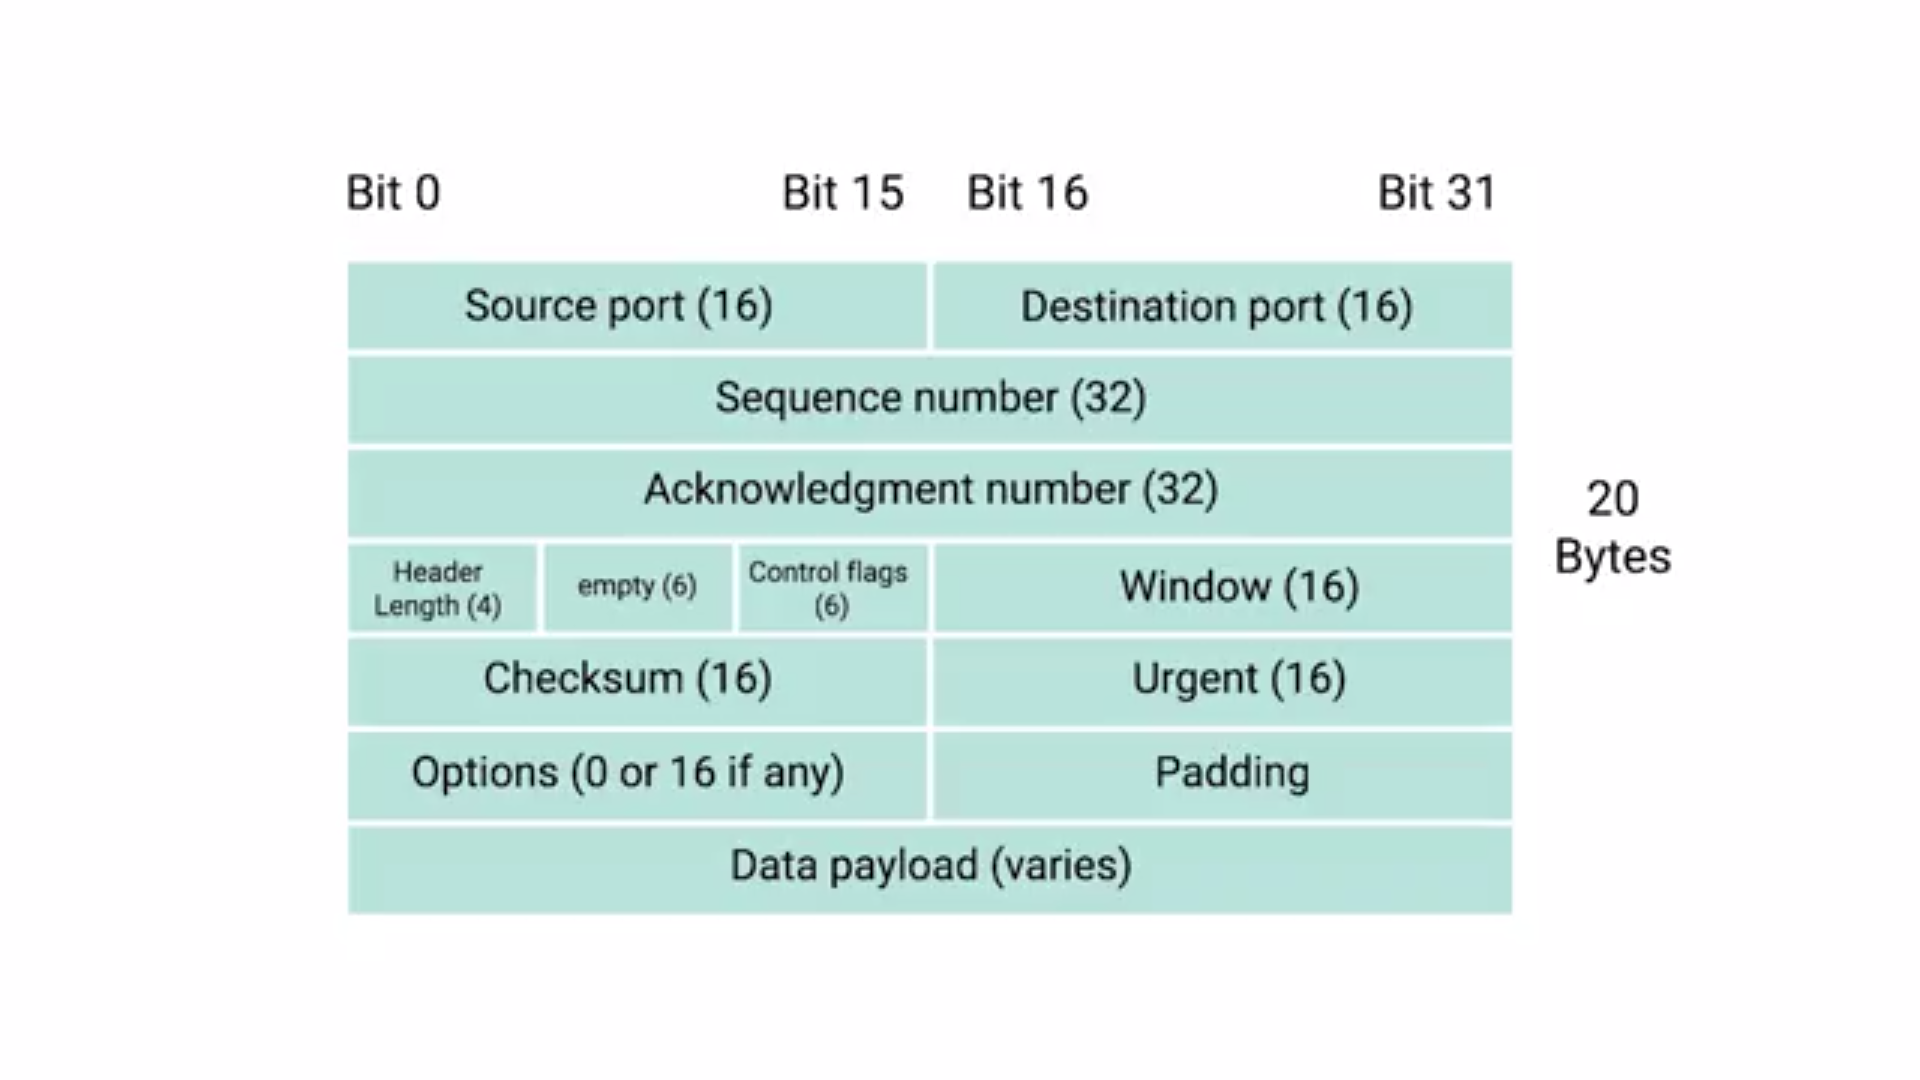 Bit 0 Bit 15 Bit 16 Bit 31
Source port (16) Destination port (16)
Sequence number (32)
Acknowledgment number (32)
20
Bytes
Header
Length (4)
empty (6)
Control flags
(6)
Window (16)
Checksum (16) Urgent (16)
Options (0 or 16 if any) Padding
Data payload (varies)